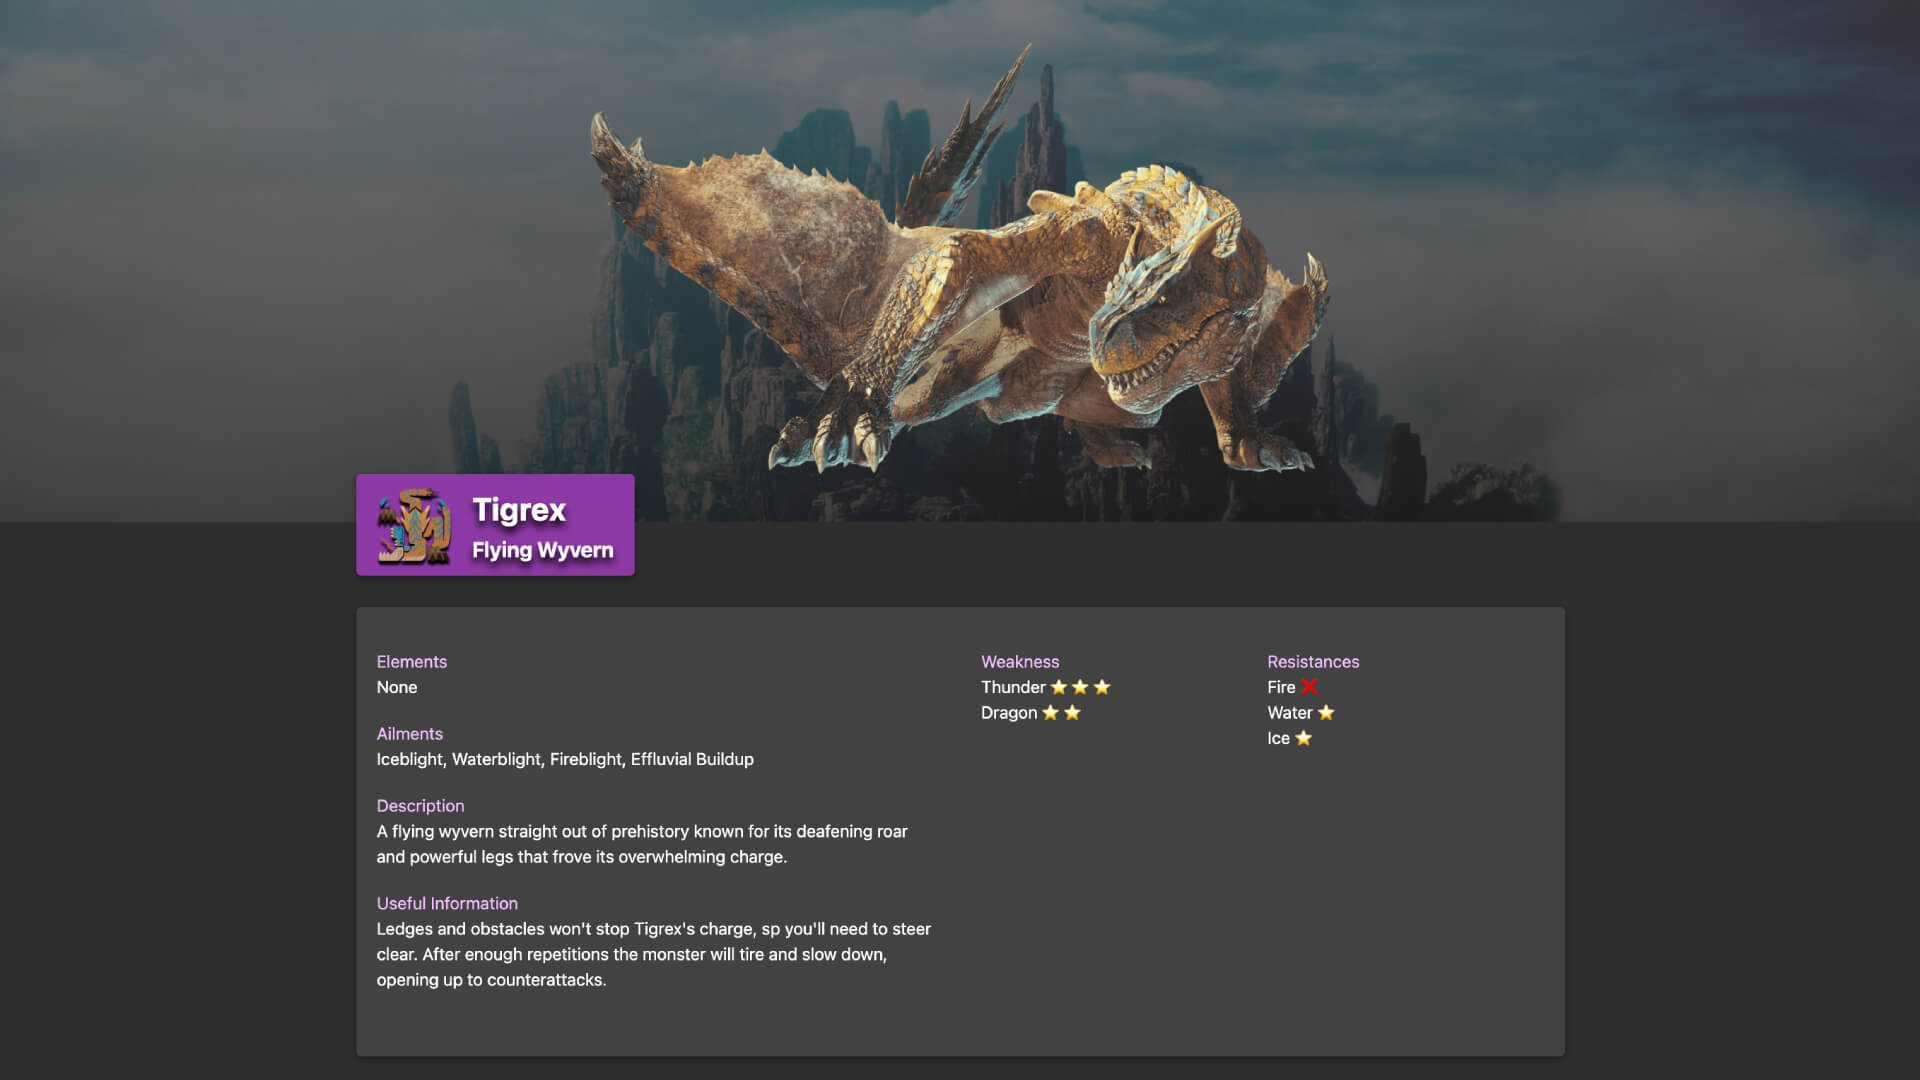 Tigrex
Flying Wyvern
Elements
None
Ailments
Iceblight, Waterblight, Fireblight, Effluvial Buildup
Description
A flying wyvern straight out of prehistory known for its deafening roar
and powerful legs that frove its overwhelming charge.
Useful Information
Ledges and obstacles won't stop Tigrex's charge, sp you'll need to steer
clear. After enough repetitions the monster will tire and slow down,
opening up to counterattacks.
Weakness
Thunder ⭐ ⭐ ⭐
Dragon ⭐ ⭐
Resistances
Fire ❌
Water ⭐
Ice ⭐